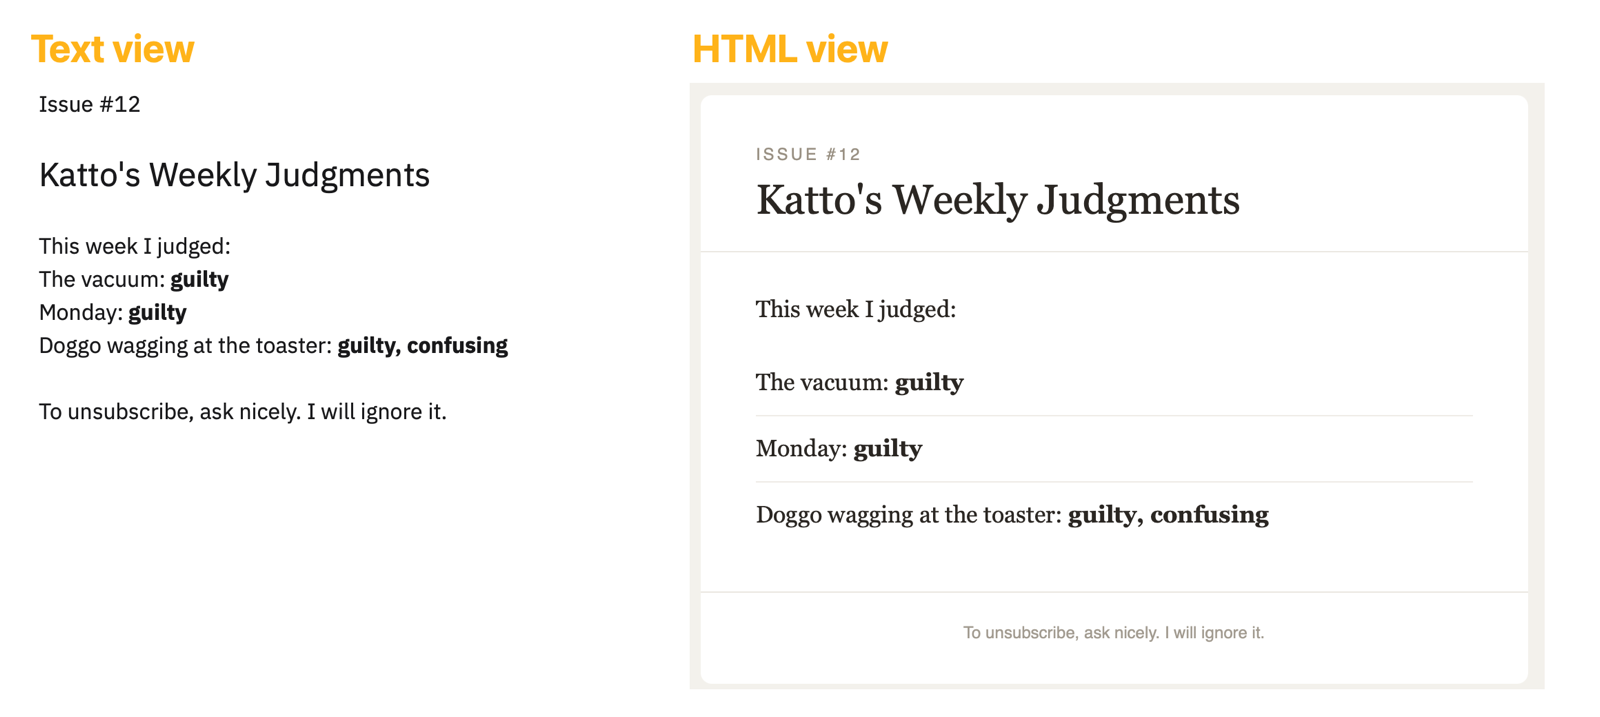 Text view
Issue #12
Katto's Weekly Judgments
This week I judged:
The vacuum: guilty
Monday: guilty
Doggo wagging at the toaster: guilty, confusing
To unsubscribe, ask nicely. I will ignore it.
HTML view
ISSUE #12
Katto's Weekly Judgments
This week I judged:
The vacuum: guilty
Monday: guilty
Doggo wagging at the toaster: guilty, confusing
To unsubscribe, ask nicely. I will ignore it.